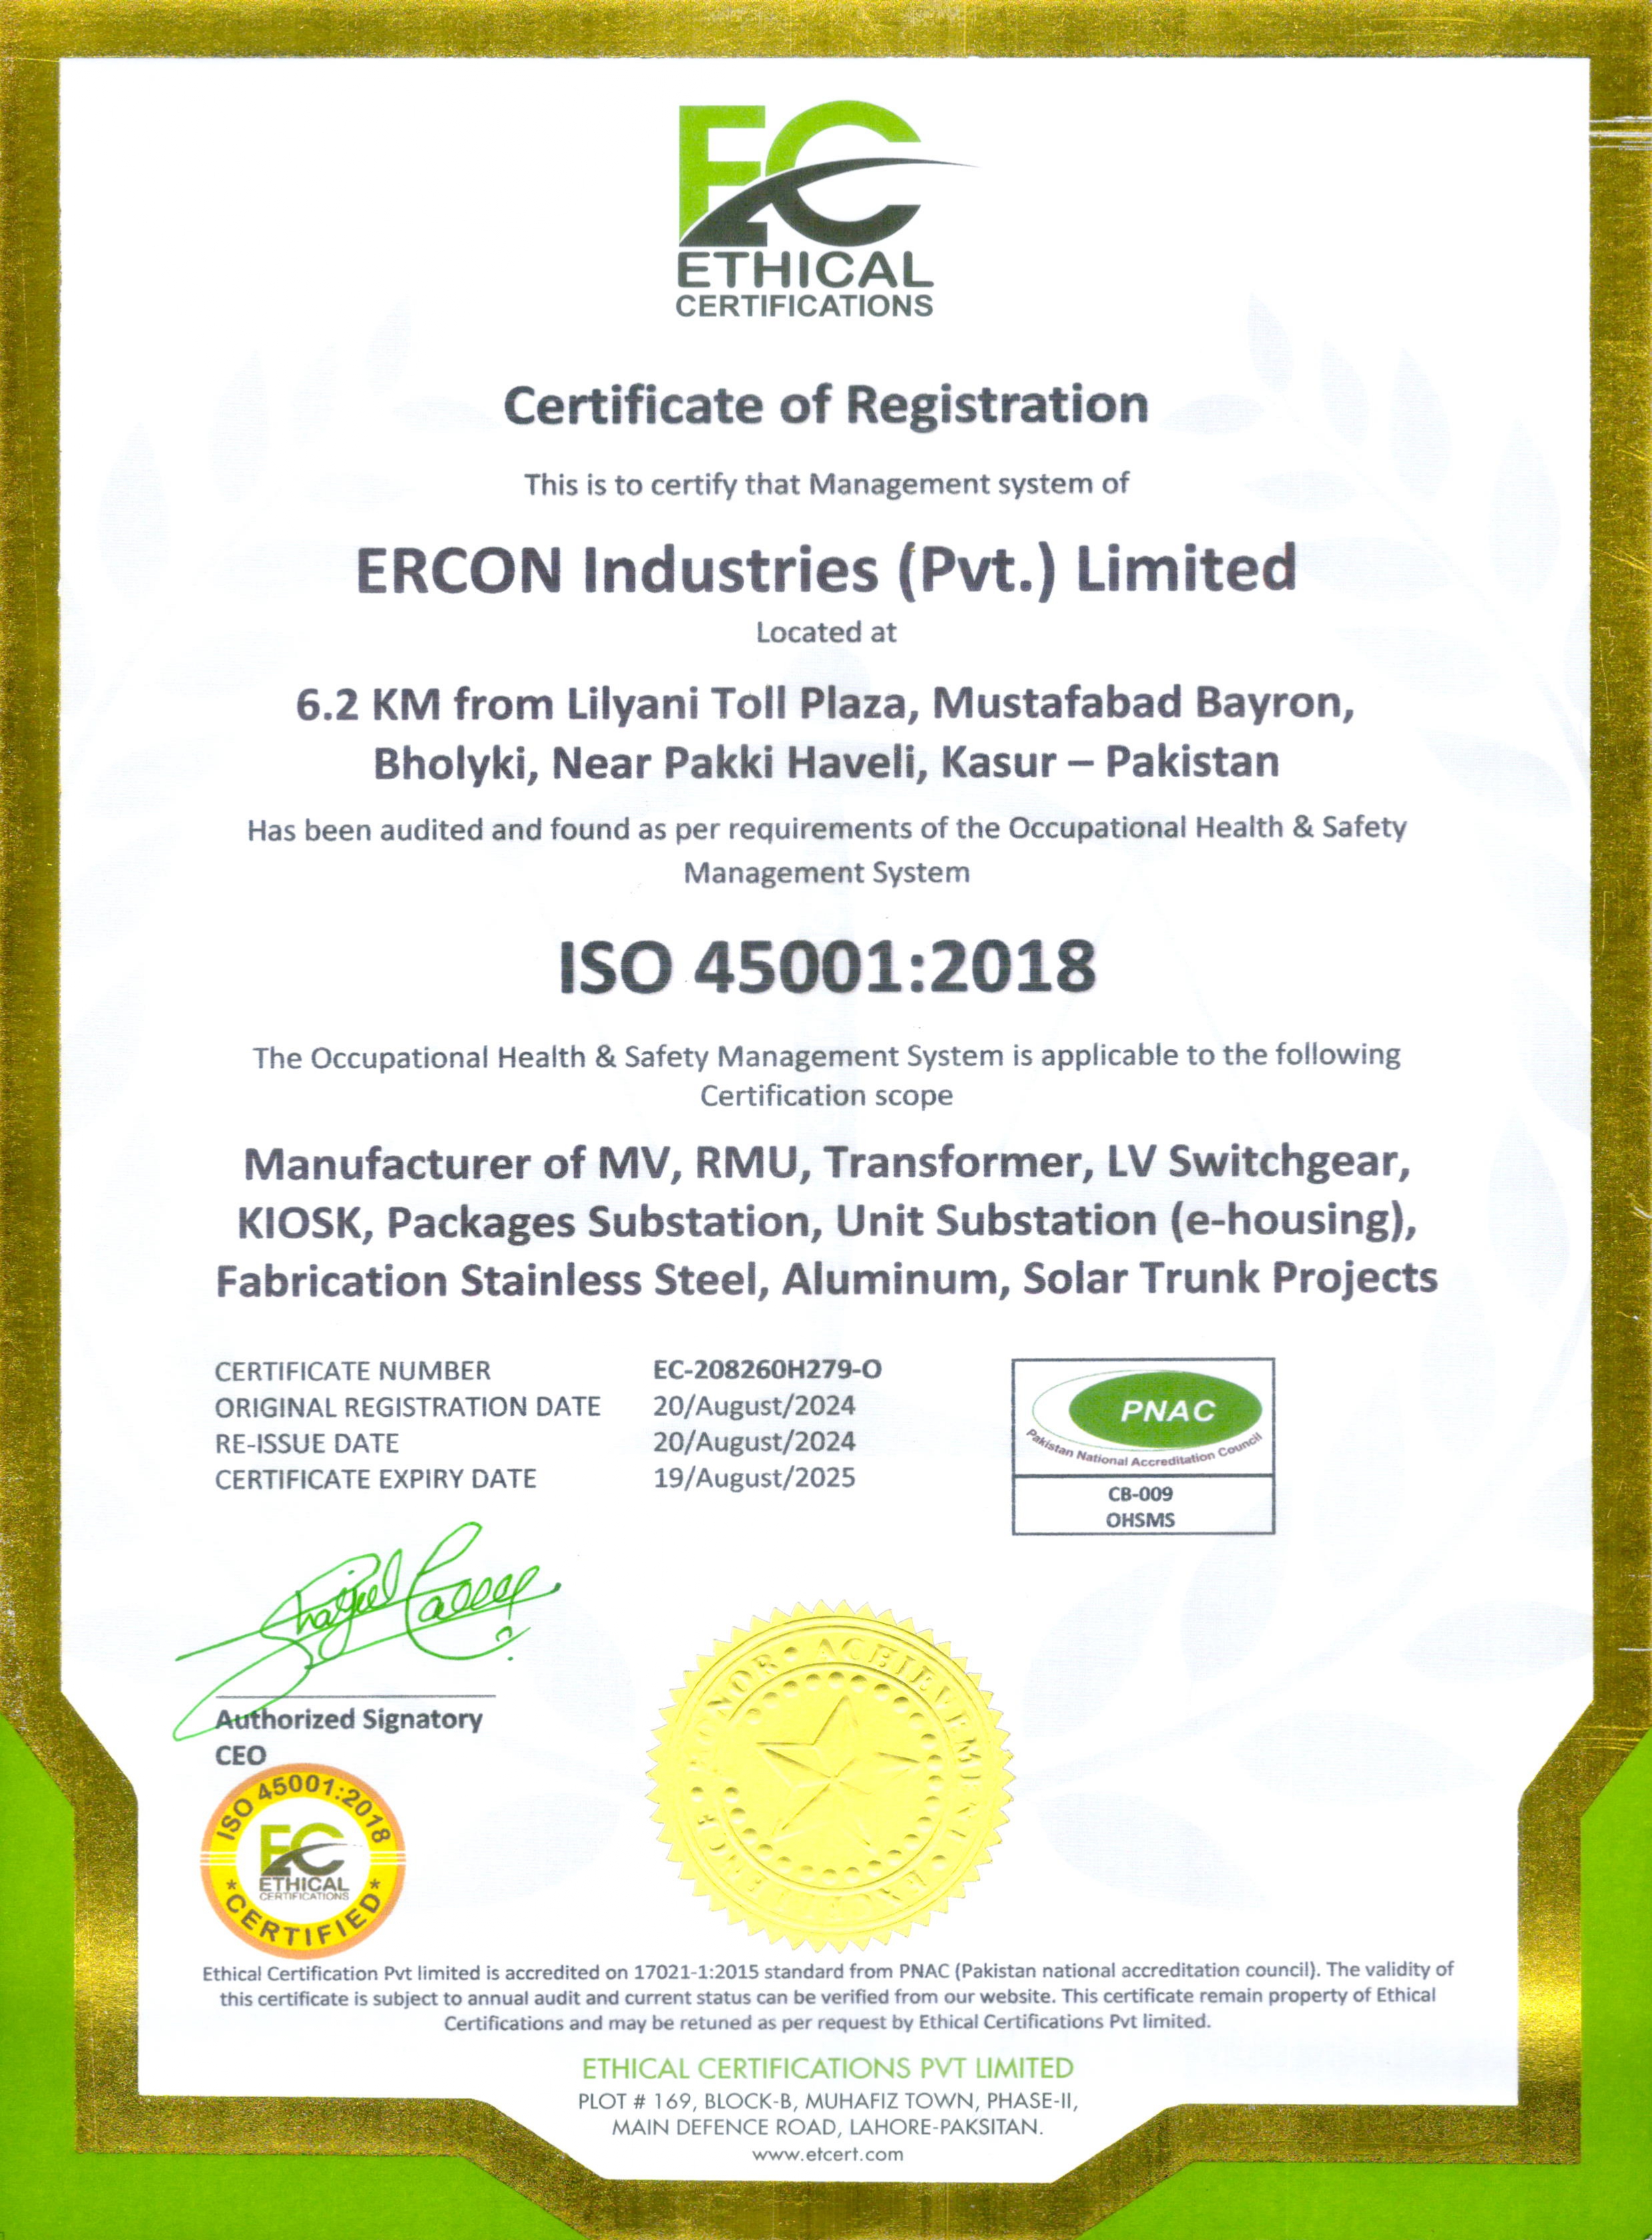 EC
ETHICAL
CERTIFICATIONS
Certificate of Registration
This is to certify that Management system of
ERCON Industries (Pvt.) Limited
Located at
6.2 KM from Lilyani Toll Plaza, Mustafabad Bayron,
Bholyki, Near Pakki Haveli, Kasur – Pakistan
Has been audited and found as per requirements of the Occupational Health & Safety
Management System
ISO 45001:2018
The Occupational Health & Safety Management System is applicable to the following
Certification scope
Manufacturer of MV, RMU, Transformer, LV Switchgear,
KIOSK, Packages Substation, Unit Substation (e-housing),
Fabrication Stainless Steel, Aluminum, Solar Trunk Projects
CERTIFICATE NUMBER EC-208260H279-O
ORIGINAL REGISTRATION DATE 20/August/2024
RE-ISSUE DATE 20/August/2024
CERTIFICATE EXPIRY DATE 19/August/2025
PNAC
Pakistan National Accreditation Council
CB-009
OHSMS
Authorized Signatory
CEO
ISO 45001:2018
EC
ETHICAL
CERTIFICATIONS
*CERTIFIED*
HONOR • ACHIEVEMENT • EXCELLENCE •
Ethical Certification Pvt limited is accredited on 17021-1:2015 standard from PNAC (Pakistan national accreditation council). The validity of
this certificate is subject to annual audit and current status can be verified from our website. This certificate remain property of Ethical
Certifications and may be retuned as per request by Ethical Certifications Pvt limited.
ETHICAL CERTIFICATIONS PVT LIMITED
PLOT # 169, BLOCK-B, MUHAFIZ TOWN, PHASE-II,
MAIN DEFENCE ROAD, LAHORE-PAKSITAN.
www.etcert.com